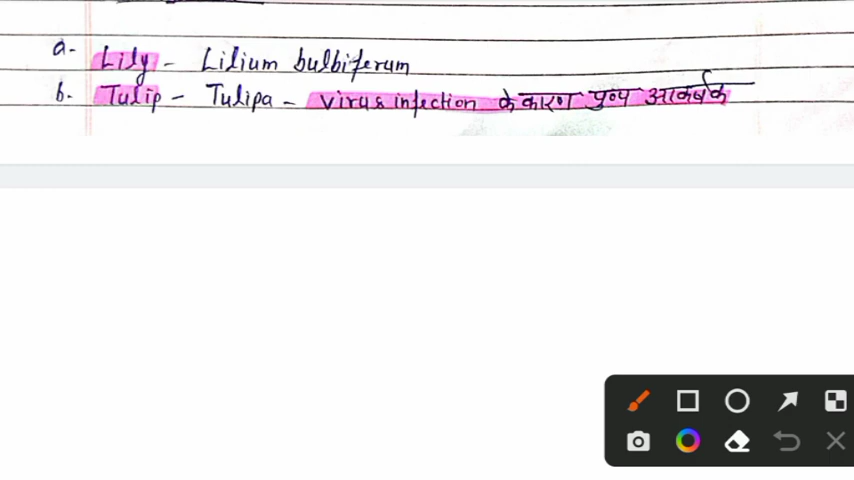 a- Lily - Lilium bulbiferum
b. Tulip - Tulipa - virus infection के कारण पुष्प आकर्षक